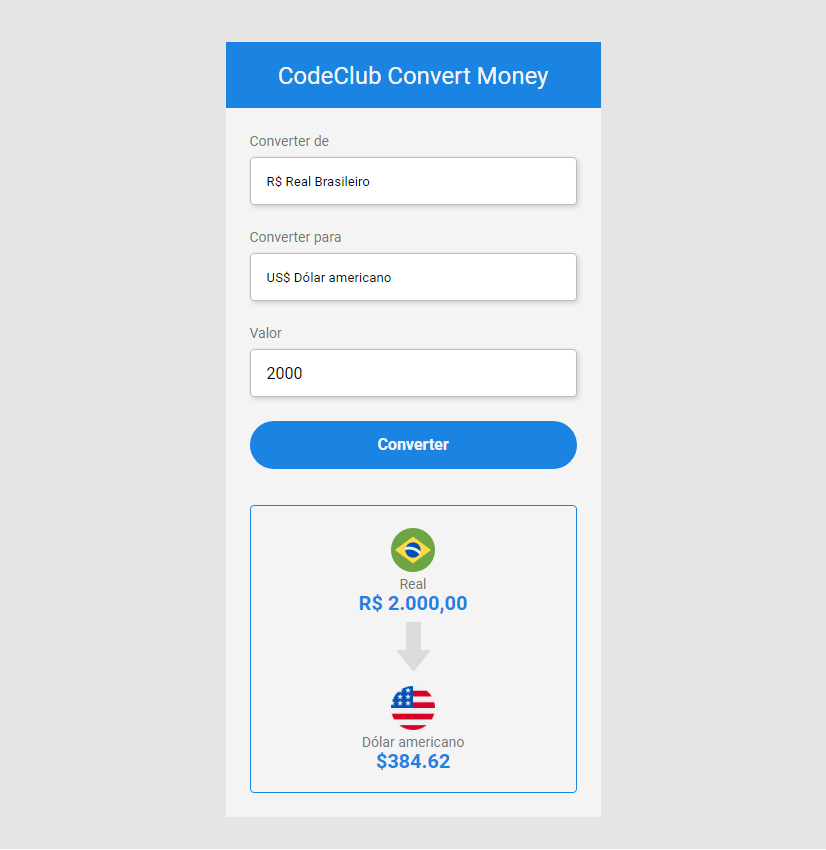 CodeClub Convert Money
Converter de
R$ Real Brasileiro
Converter para
US$ Dólar americano
Valor
2000
Converter
Real
R$ 2.000,00
Dólar americano
$384.62